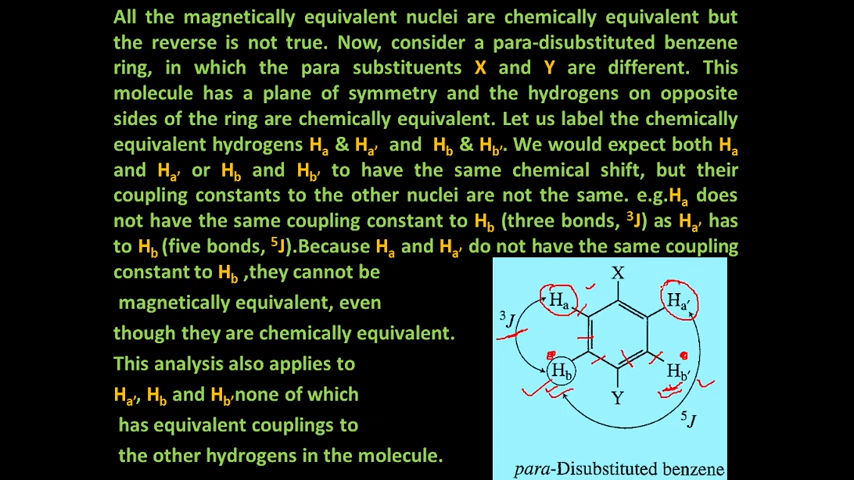 All the magnetically equivalent nuclei are chemically equivalent but
the reverse is not true. Now, consider a para-disubstituted benzene
ring, in which the para substituents X and Y are different. This
molecule has a plane of symmetry and the hydrogens on opposite
sides of the ring are chemically equivalent. Let us label the chemically
equivalent hydrogens Ha & Ha′ and Hb & Hb′. We would expect both Ha
and Ha′ or Hb and Hb′ to have the same chemical shift, but their
coupling constants to the other nuclei are not the same. e.g.Ha does
not have the same coupling constant to Hb (three bonds, ³J) as Ha′ has
to Hb (five bonds, ⁵J).Because Ha and Ha′ do not have the same coupling
constant to Hb ,they cannot be
magnetically equivalent, even
though they are chemically equivalent.
This analysis also applies to
Ha′, Hb and Hb′none of which
has equivalent couplings to
the other hydrogens in the molecule.
X
Ha Ha′
³J
Hb Hb′
Y
⁵J
para-Disubstituted benzene